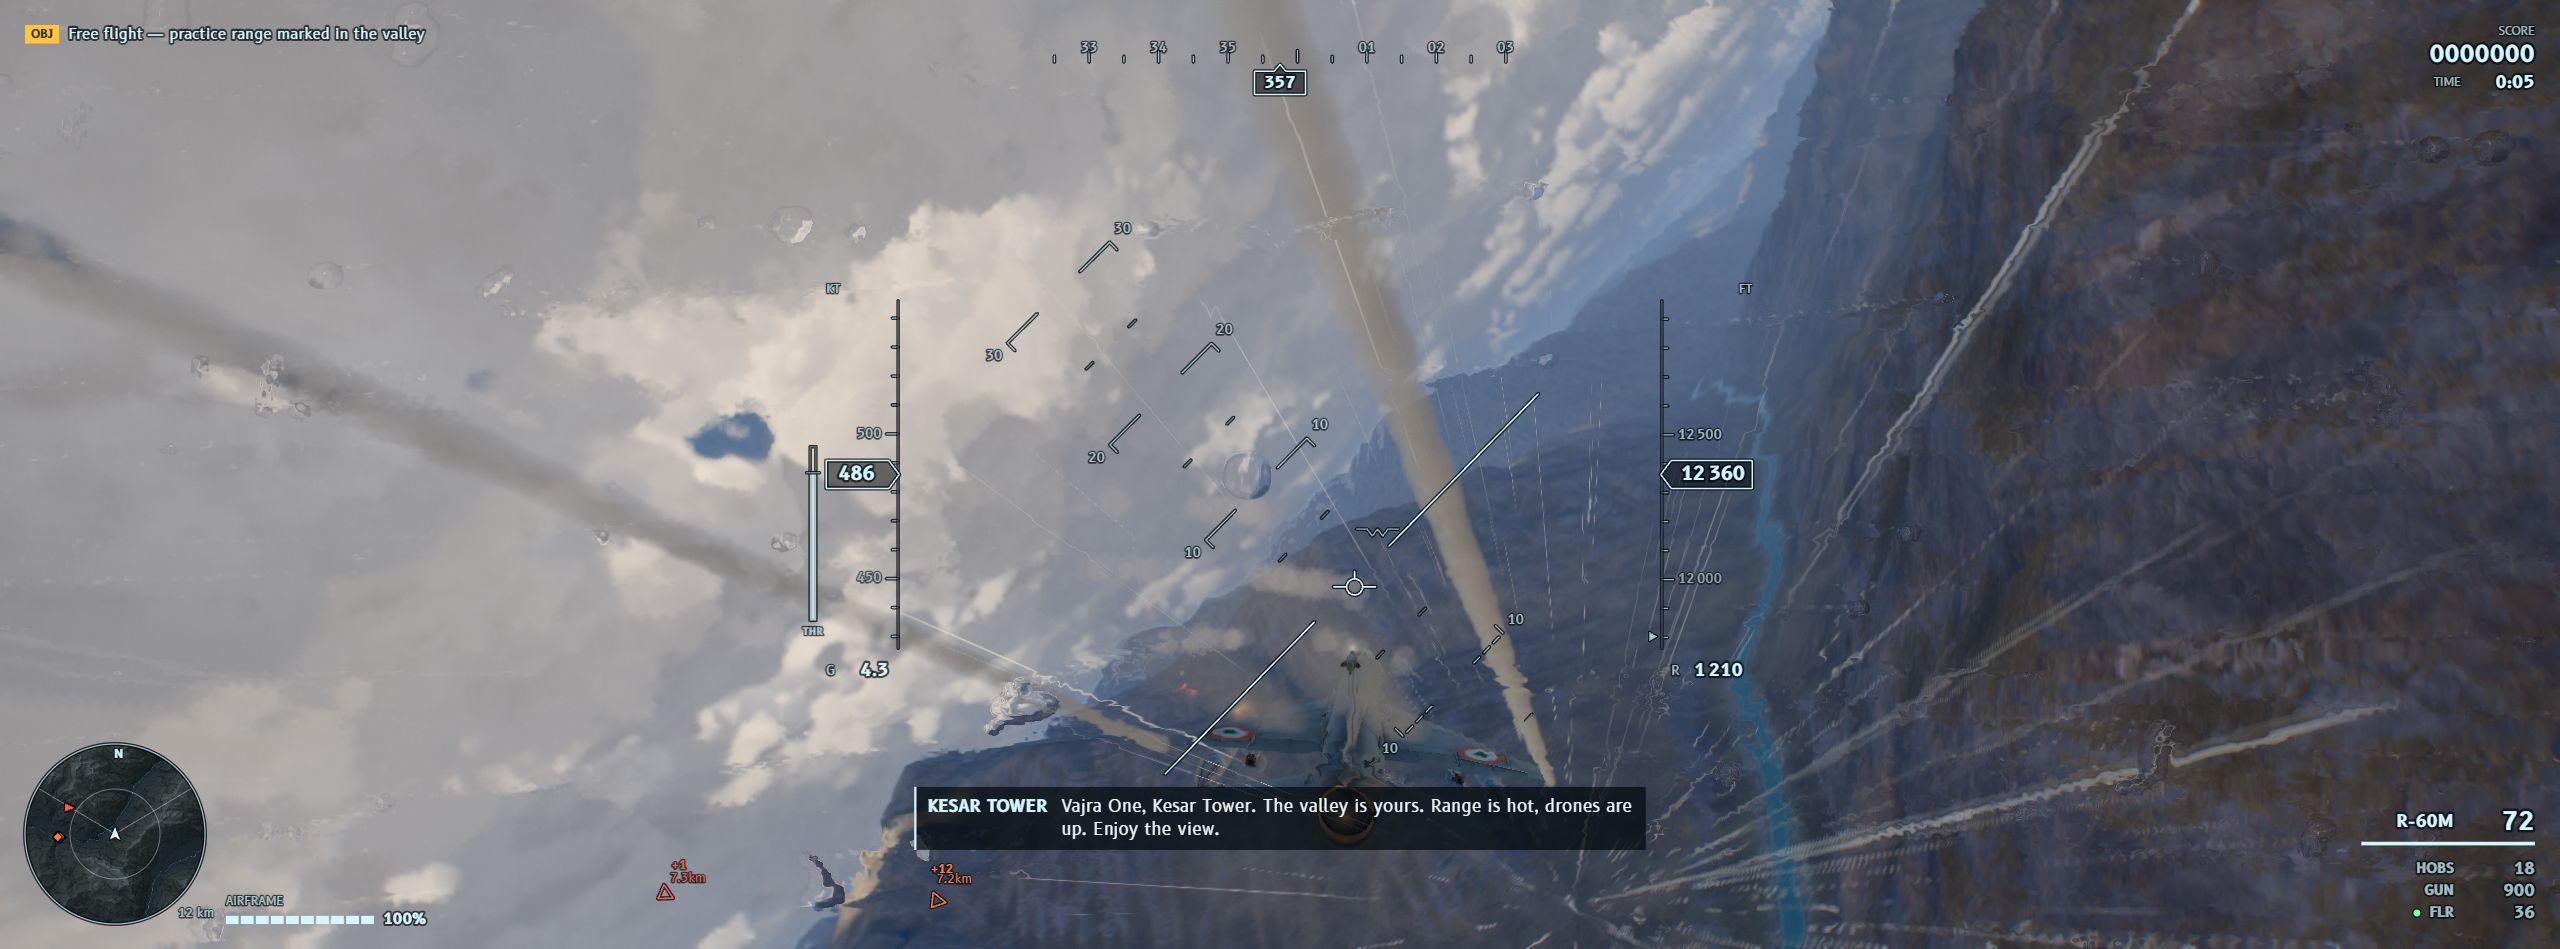 OBJ Free flight — practice range marked in the valley
33 34 35 01 02 03
357
SCORE
0000000
TIME 0:05
30
30
20
20
10
10
10
10
KT
500
486
450
THR
G 4.3
FT
12 500
12 360
12 000
R 1 210
N
12 km
AIRFRAME
100%
KESAR TOWER Vajra One, Kesar Tower. The valley is yours. Range is hot, drones are
up. Enjoy the view.
+1
7.3km
+12
7.2km
R-60M 72
HOBS 18
GUN 900
FLR 36